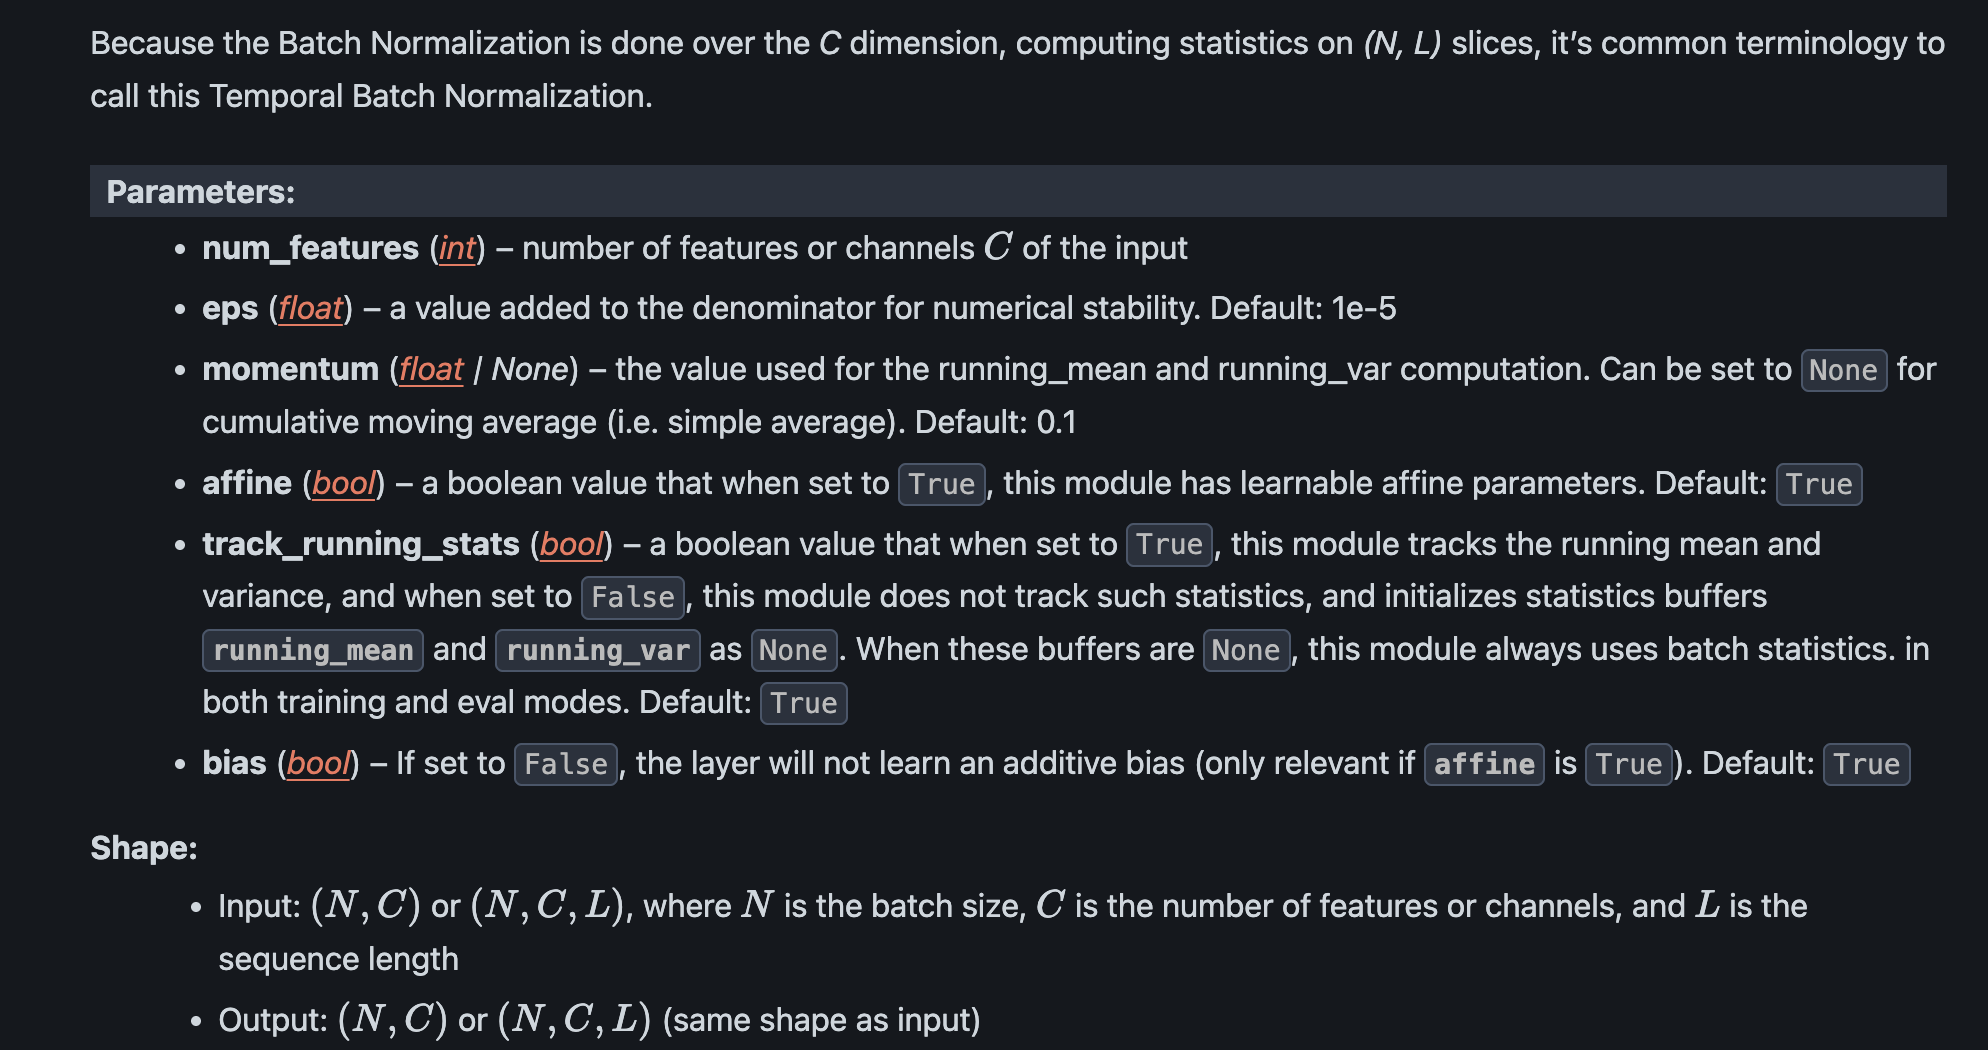 Because the Batch Normalization is done over the C dimension, computing statistics on (N, L) slices, it’s common terminology to
call this Temporal Batch Normalization.
Parameters:
• num_features (int) – number of features or channels C of the input
• eps (float) – a value added to the denominator for numerical stability. Default: 1e-5
• momentum (float | None) – the value used for the running_mean and running_var computation. Can be set to None for
cumulative moving average (i.e. simple average). Default: 0.1
• affine (bool) – a boolean value that when set to True, this module has learnable affine parameters. Default: True
• track_running_stats (bool) – a boolean value that when set to True, this module tracks the running mean and
variance, and when set to False, this module does not track such statistics, and initializes statistics buffers
running_mean and running_var as None. When these buffers are None, this module always uses batch statistics. in
both training and eval modes. Default: True
• bias (bool) – If set to False, the layer will not learn an additive bias (only relevant if affine is True). Default: True
Shape:
• Input: (N, C) or (N, C, L), where N is the batch size, C is the number of features or channels, and L is the
sequence length
• Output: (N, C) or (N, C, L) (same shape as input)